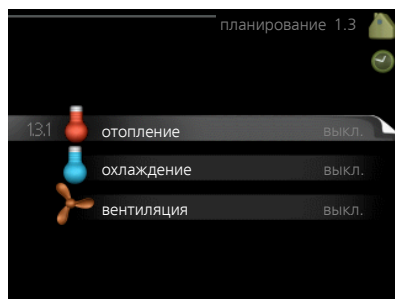 планирование 1.3
1.3.1 отопление выкл.
охлаждение выкл.
вентиляция выкл.